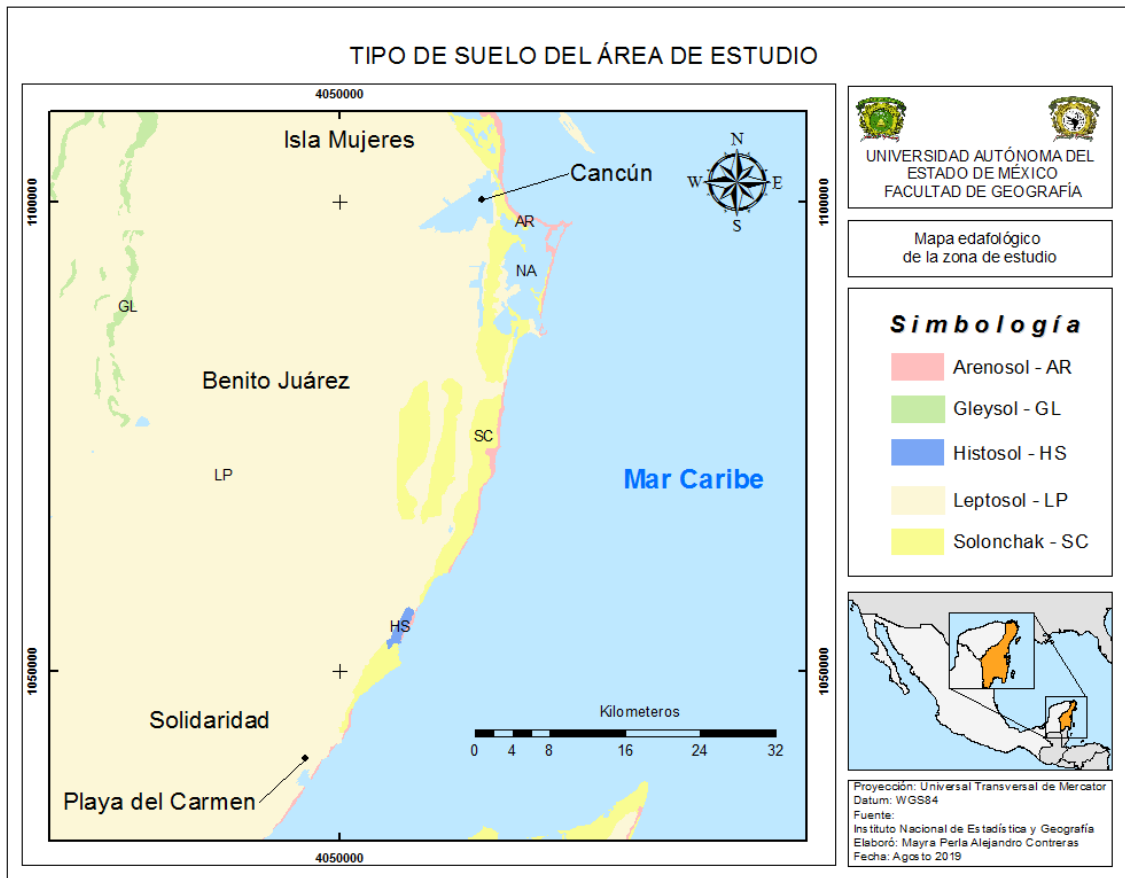 TIPO DE SUELO DEL ÁREA DE ESTUDIO
4050000
Isla Mujeres
Cancún
N
W E
S
1100000
1100000
AR
NA
GL
Benito Juárez
SC
LP
Mar Caribe
HS
1050000
1050000
Solidaridad
Kilometeros
0 4 8 16 24 32
Playa del Carmen
4050000
UNIVERSIDAD AUTÓNOMA DEL
ESTADO DE MÉXICO
FACULTAD DE GEOGRAFÍA
Mapa edafológico
de la zona de estudio
Simbología
Arenosol - AR
Gleysol - GL
Histosol - HS
Leptosol - LP
Solonchak - SC
Proyección: Universal Transversal de Mercator
Datum: WGS84
Fuente:
Instituto Nacional de Estadística y Geografía
Elaboró: Mayra Perla Alejandro Contreras
Fecha: Agosto 2019